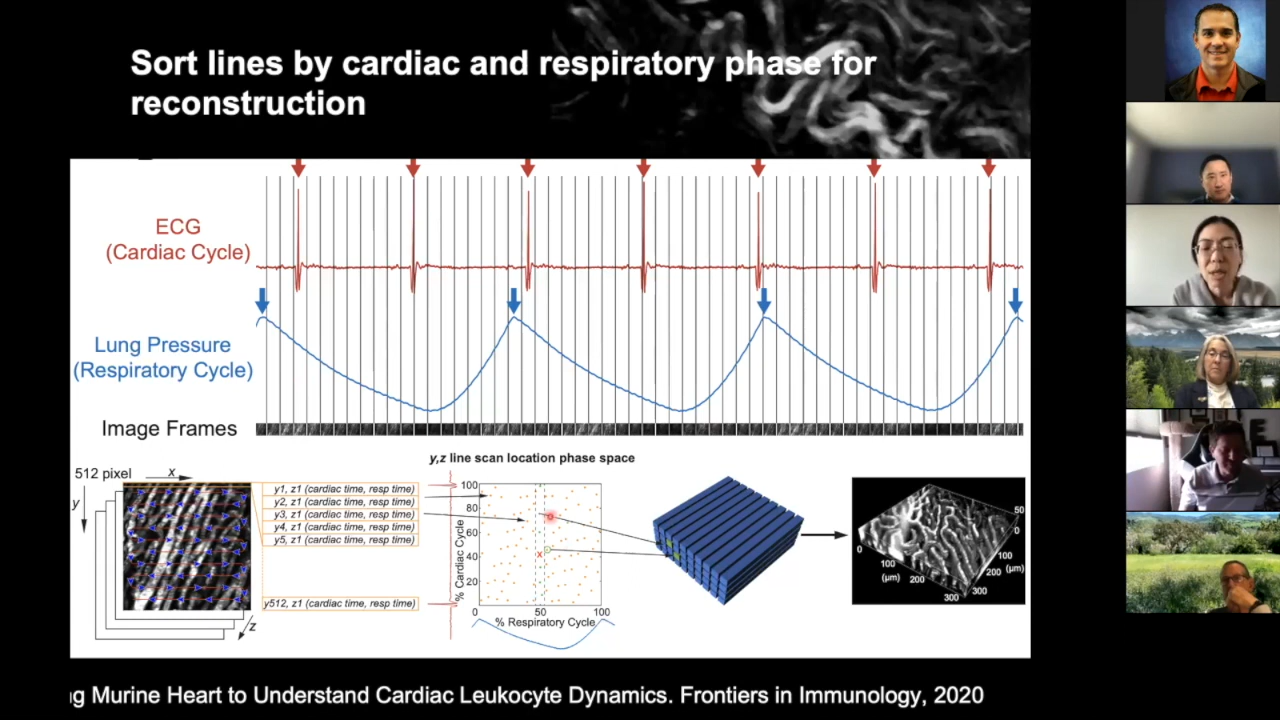 Sort lines by cardiac and respiratory phase for
reconstruction
ECG
(Cardiac Cycle)
Lung Pressure
(Respiratory Cycle)
Image Frames
512 pixel
x
y
z
y1, z1 (cardiac time, resp time)
y2, z1 (cardiac time, resp time)
y3, z1 (cardiac time, resp time)
y4, z1 (cardiac time, resp time)
y5, z1 (cardiac time, resp time)
y512, z1 (cardiac time, resp time)
y,z line scan location phase space
% Cardiac Cycle
100
80
60
40
20
0
50
100
% Respiratory Cycle
x
0
100
(µm)
200
300
50
0
100
(µm)
200
300
g Murine Heart to Understand Cardiac Leukocyte Dynamics. Frontiers in Immunology, 2020